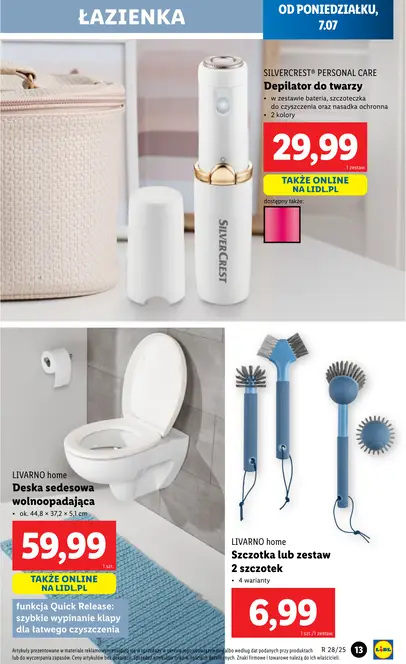 ŁAZIENKA
OD PONIEDZIAŁKU,
7.07
SILVERCREST® PERSONAL CARE
Depilator do twarzy
• w zestawie bateria, szczoteczka
do czyszczenia oraz nasadka ochronna
• 2 kolory
29,99
1 zestaw
TAKŻE ONLINE
NA LIDL.PL
dostępny także:
SILVERCREST
LIVARNO home
Deska sedesowa
wolnoopadająca
• ok. 44,8 × 37,2 × 5,1 cm
59,99
1 szt.
TAKŻE ONLINE
NA LIDL.PL
funkcja Quick Release:
szybkie wypinanie klapy
dla łatwego czyszczenia
LIVARNO home
Szczotka lub zestaw
2 szczotek
• 4 warianty
6,99
1 szt./1 zestaw
R 28/25
13
LIDL